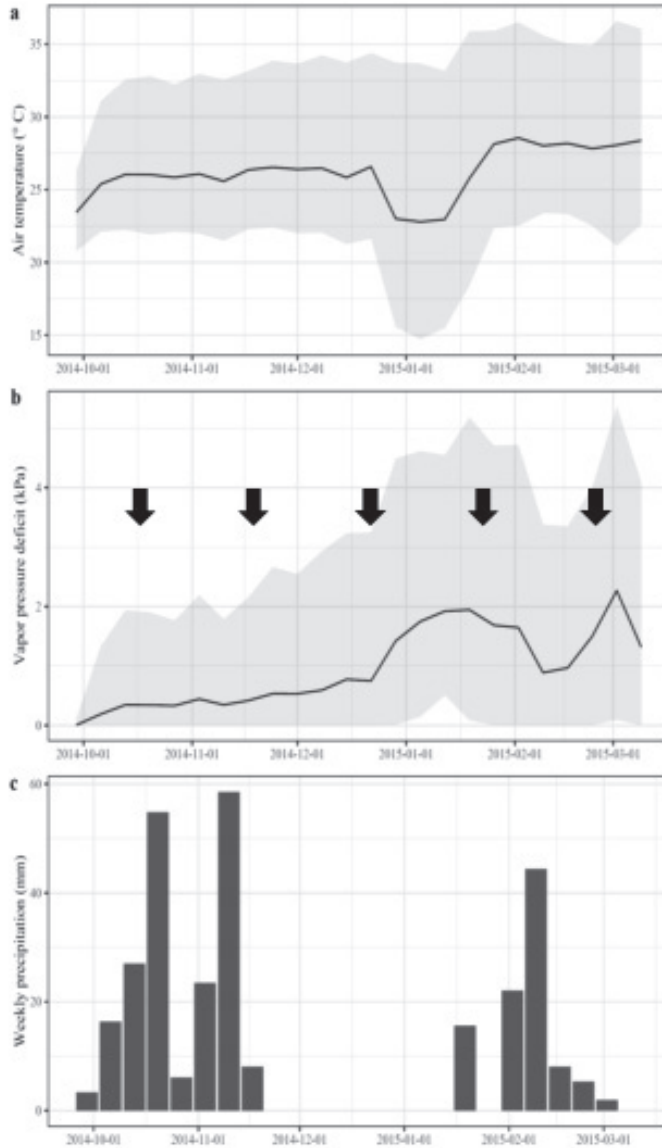 a
Air temperature (° C)
35
30
25
20
15
2014-10-01 2014-11-01 2014-12-01 2015-01-01 2015-02-01 2015-03-01
b
Vapor pressure deficit (kPa)
4
2
0
2014-10-01 2014-11-01 2014-12-01 2015-01-01 2015-02-01 2015-03-01
c
Weekly precipitation (mm)
60
40
20
0
2014-10-01 2014-11-01 2014-12-01 2015-01-01 2015-02-01 2015-03-01